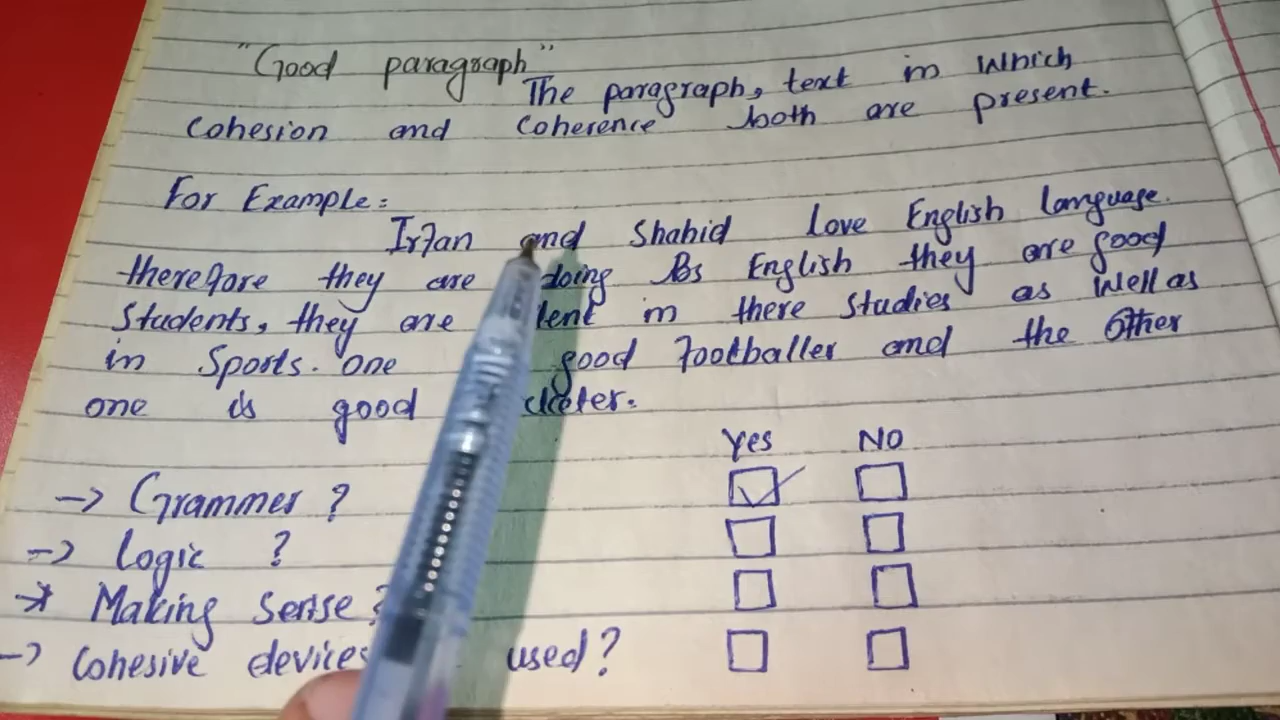 "Good paragraph"
The paragraph, text in which
Cohesion and Coherence both are present.
For Example:
Irfan and Shahid Love English language.
therefore they are doing Bs English they are good
Students, they are in there studies as well as
in Sports. One good footballer and the Other
one is good
Yes No
→ Grammer ?
→ Logic ?
→ Making Sense ?
→ Cohesive devices used?